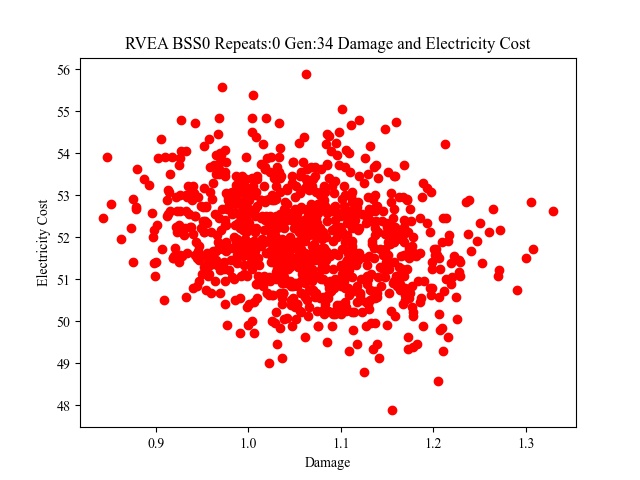 RVEA BSS0 Repeats:0 Gen:34 Damage and Electricity Cost
56
55
54
53
52
51
50
49
48
Electricity Cost
0.9 1.0 1.1 1.2 1.3
Damage